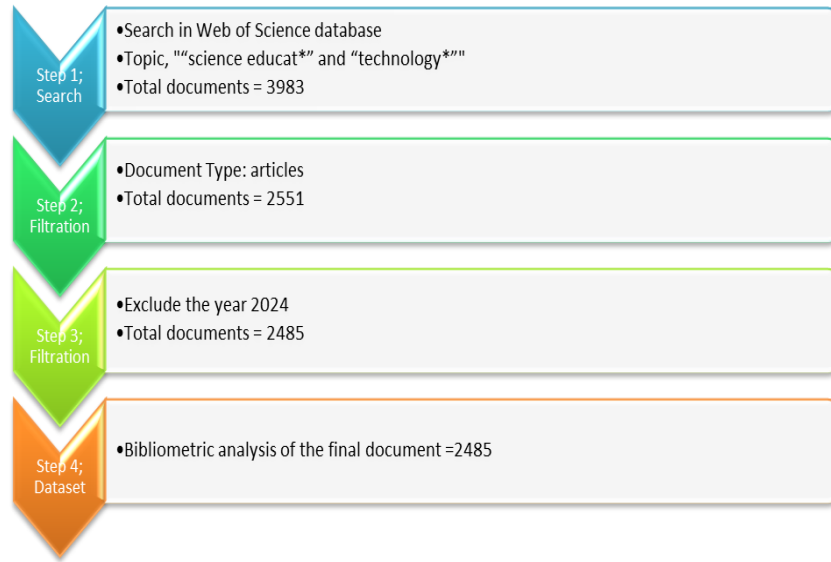 Step 1;
Search
•Search in Web of Science database
•Topic, "“science educat*” and “technology*”"
•Total documents = 3983
Step 2;
Filtration
•Document Type: articles
•Total documents = 2551
Step 3;
Filtration
•Exclude the year 2024
•Total documents = 2485
Step 4;
Dataset
•Bibliometric analysis of the final document =2485